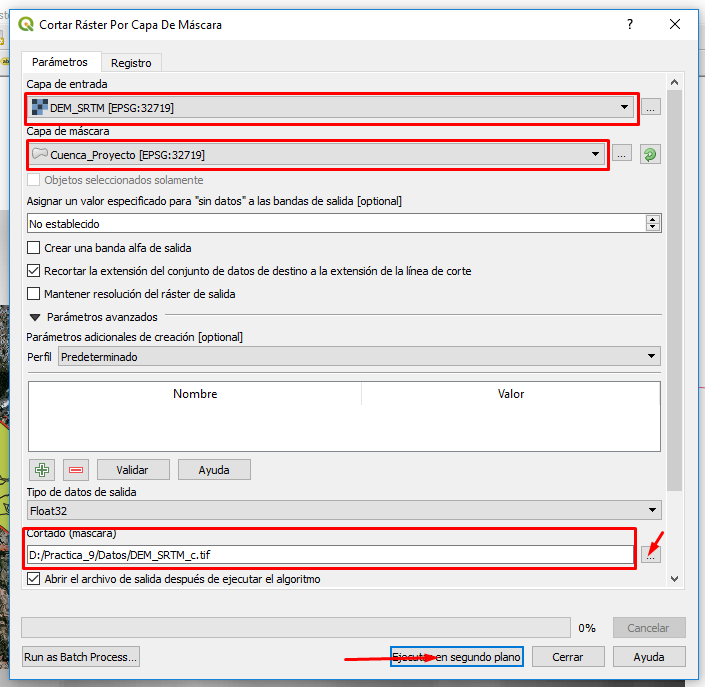 Cortar Ráster Por Capa De Máscara
Parámetros Registro
Capa de entrada
DEM_SRTM [EPSG:32719]
Capa de máscara
Cuenca_Proyecto [EPSG:32719]
Objetos seleccionados solamente
Asignar un valor especificado para "sin datos" a las bandas de salida [optional]
No establecido
Crear una banda alfa de salida
Recortar la extensión del conjunto de datos de destino a la extensión de la línea de corte
Mantener resolución del ráster de salida
Parámetros avanzados
Parámetros adicionales de creación [optional]
Perfil Predeterminado
Nombre Valor
Validar Ayuda
Tipo de datos de salida
Float32
Cortado (máscara)
D:/Practica_9/Datos/DEM_SRTM_c.tif
Abrir el archivo de salida después de ejecutar el algoritmo
0% Cancelar
Run as Batch Process... Ejecutar en segundo plano Cerrar Ayuda